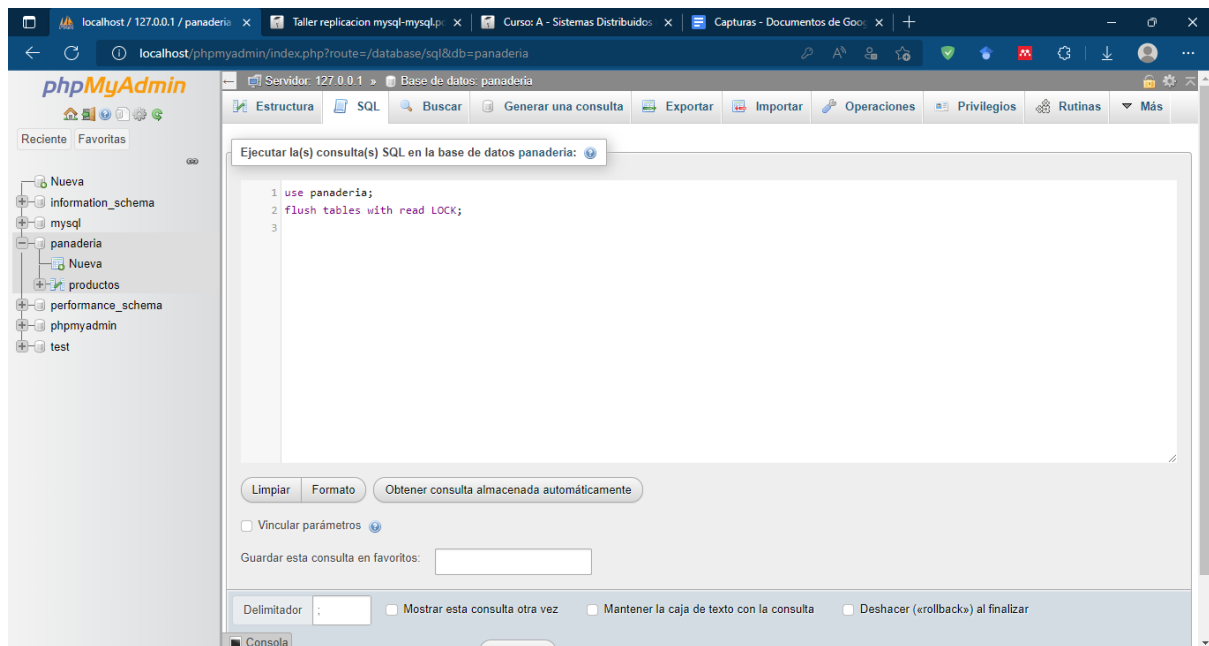 localhost / 127.0.0.1 / panaderia
Taller replicacion mysql-mysql.p
Curso: A - Sistemas Distribuidos
Capturas - Documentos de Goog
localhost/phpmyadmin/index.php?route=/database/sql&db=panaderia
phpMyAdmin
Servidor: 127.0.0.1 » Base de datos: panaderia
Estructura SQL Buscar Generar una consulta Exportar Importar Operaciones Privilegios Rutinas Más
Reciente Favoritas
Nueva
information_schema
mysql
panaderia
Nueva
productos
performance_schema
phpmyadmin
test
Ejecutar la(s) consulta(s) SQL en la base de datos panaderia:
1 use panaderia;
2 flush tables with read LOCK;
3
Limpiar Formato Obtener consulta almacenada automáticamente
Vincular parámetros
Guardar esta consulta en favoritos:
Delimitador ; Mostrar esta consulta otra vez Mantener la caja de texto con la consulta Deshacer («rollback») al finalizar
Consola